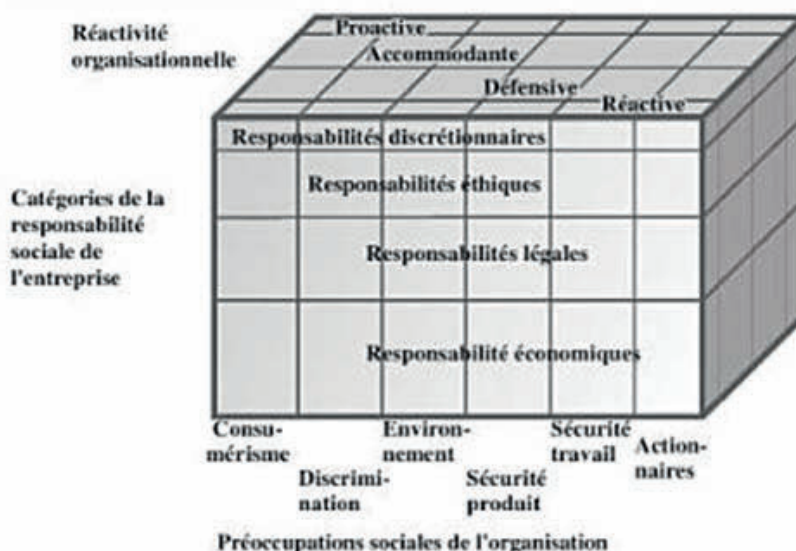 Réactivité
organisationnelle
Proactive
Accommodante
Défensive
Réactive
Responsabilités discrétionnaires
Responsabilités éthiques
Catégories de la
responsabilité
sociale de
l'entreprise
Responsabilités légales
Responsabilité économiques
Consu-
mérisme
Discrimi-
nation
Environ-
nement
Sécurité
produit
Sécurité
travail
Action-
naires
Préoccupations sociales de l'organisation